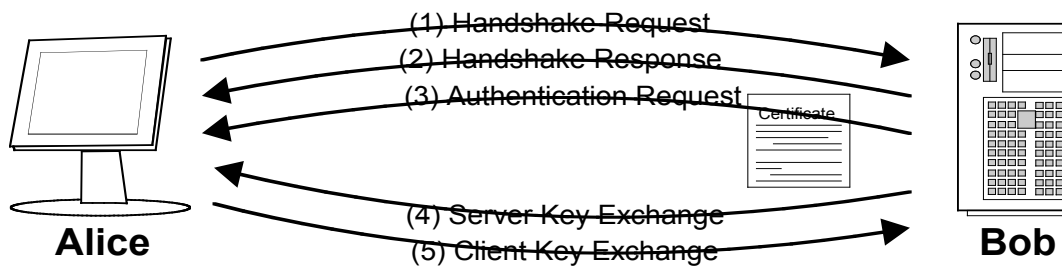 (1) Handshake Request
(2) Handshake Response
(3) Authentication Request
Certificate
(4) Server Key Exchange
(5) Client Key Exchange
Alice
Bob